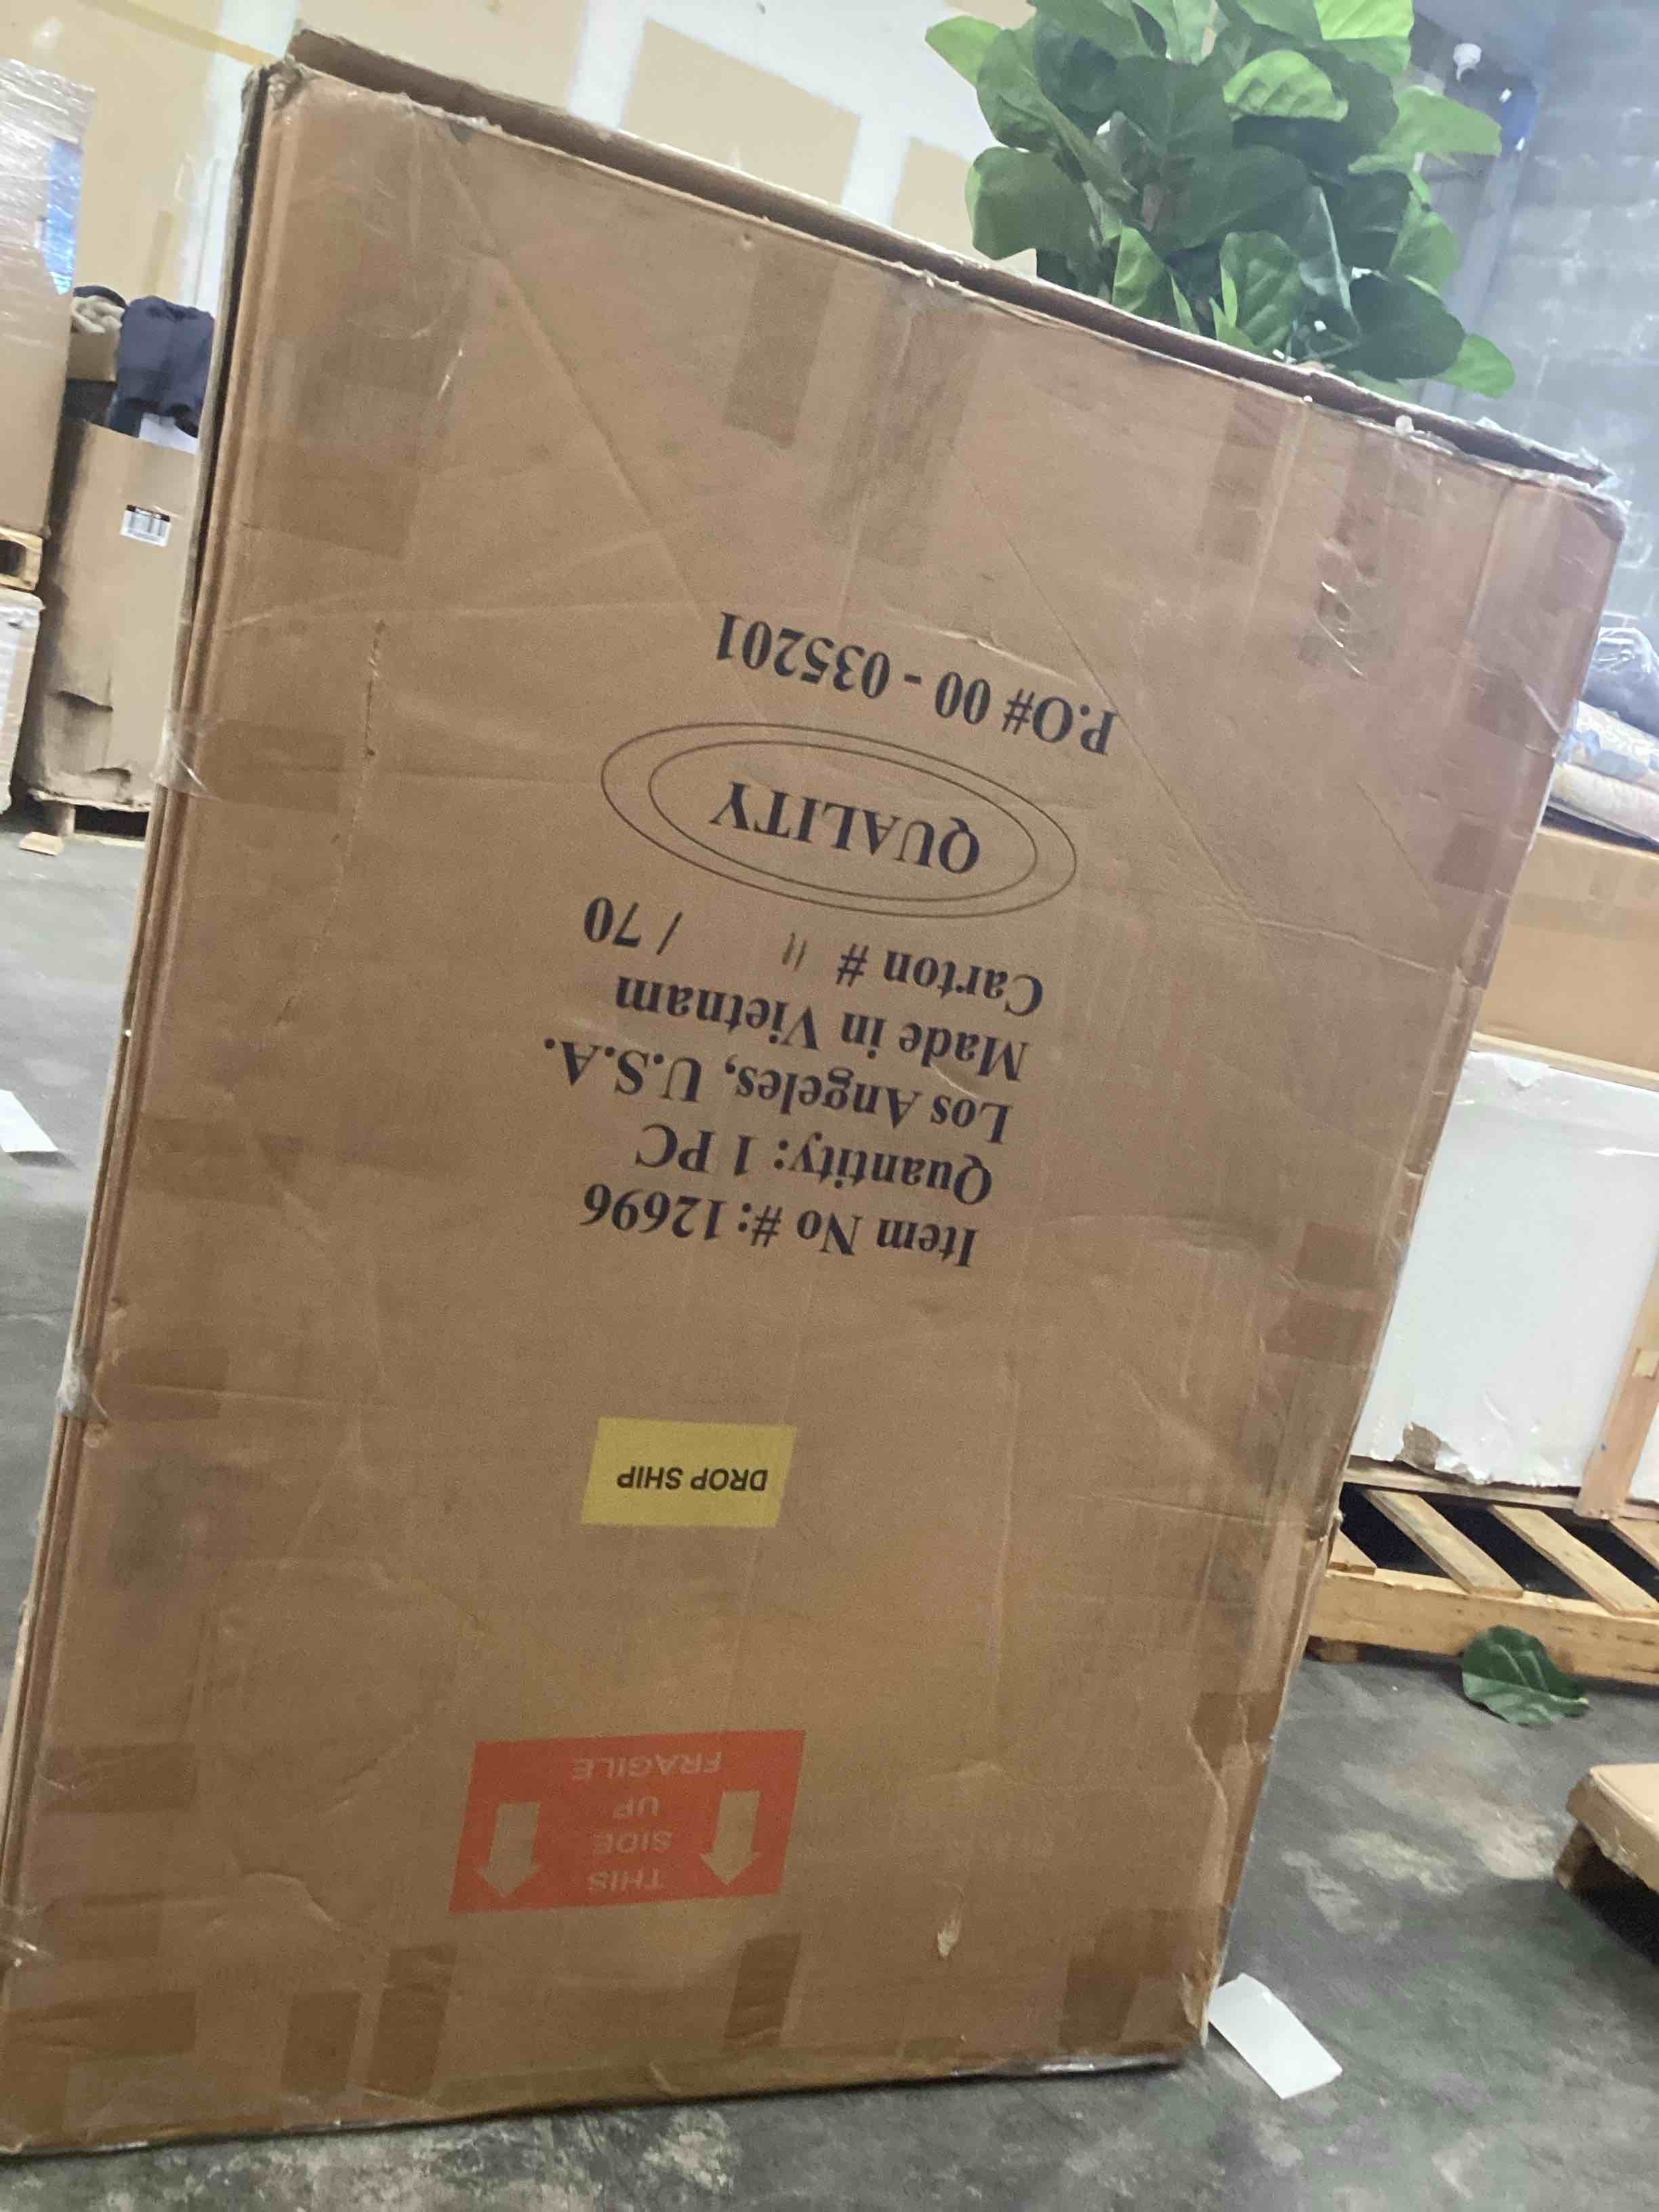 THIS
SIDE
UP
FRAGILE
DROP SHIP
Item No #: 12696
Quantity: 1 PC
Los Angeles, U.S.A.
Made in Vietnam
Carton # 11 / 70
QUALITY
P.O# 00 - 035201